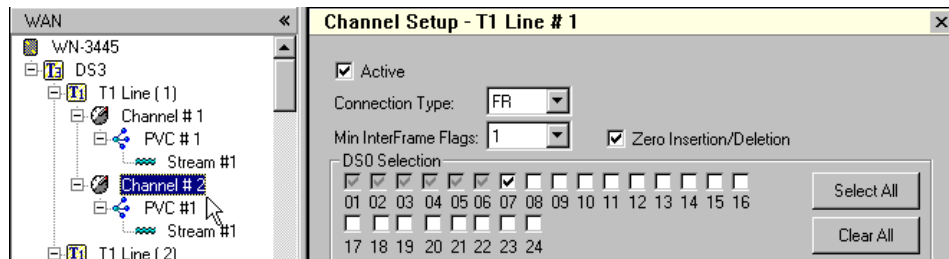 WAN «
WN-3445
T3 DS3
T1 T1 Line ( 1 )
Channel # 1
PVC # 1
Stream #1
Channel # 2
PVC #1
Stream #1
T1 T1 Line ( 2 )
Channel Setup - T1 Line # 1
Active
Connection Type: FR
Min InterFrame Flags: 1 Zero Insertion/Deletion
DS0 Selection
01 02 03 04 05 06 07 08 09 10 11 12 13 14 15 16
Select All
17 18 19 20 21 22 23 24
Clear All